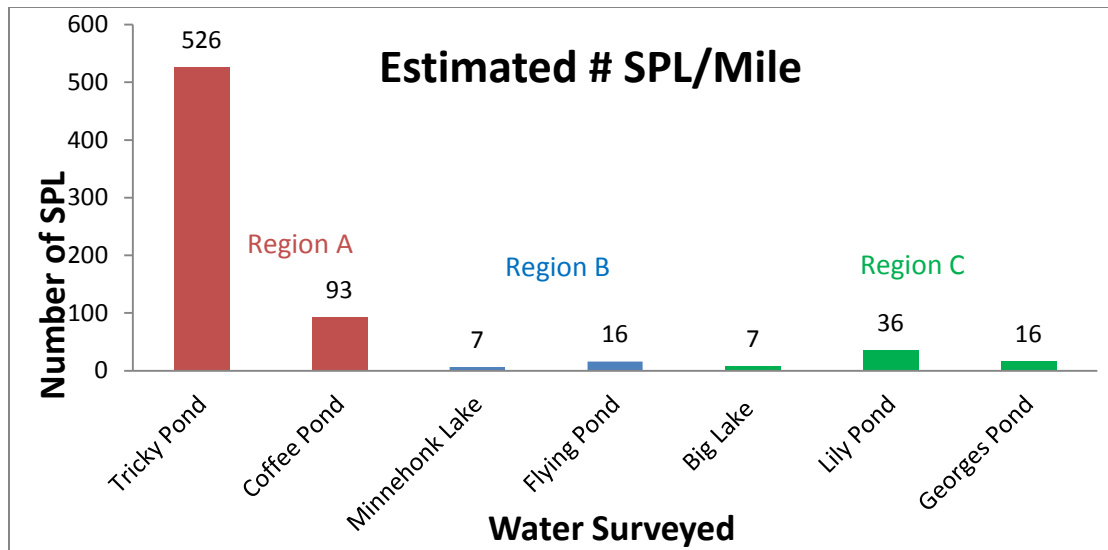 Estimated # SPL/Mile
Number of SPL
600
500
400
300
200
100
0
526
93
7
16
7
36
16
Region A
Region B
Region C
Tricky Pond
Coffee Pond
Minnehonk Lake
Flying Pond
Big Lake
Lily Pond
Georges Pond
Water Surveyed